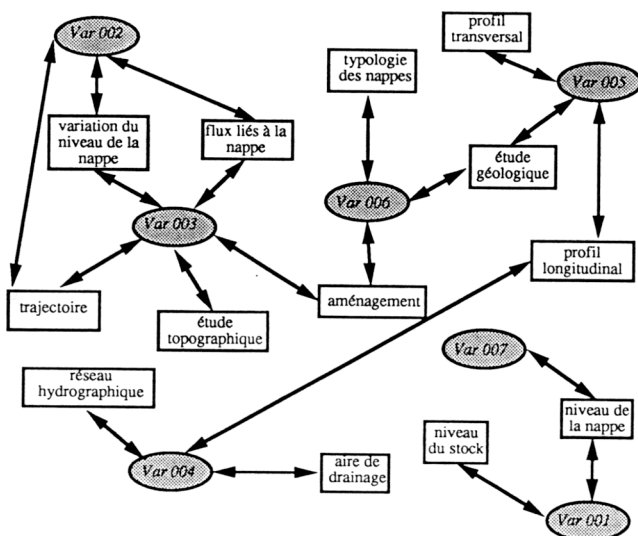 Var 002
variation du
niveau de la
nappe
flux liés à la
nappe
typologie
des nappes
profil
transversal
Var 005
étude
géologique
Var 006
Var 003
trajectoire
étude
topographique
aménagement
profil
longitudinal
réseau
hydrographique
Var 004
aire de
drainage
Var 007
niveau de
la nappe
niveau
du stock
Var 001